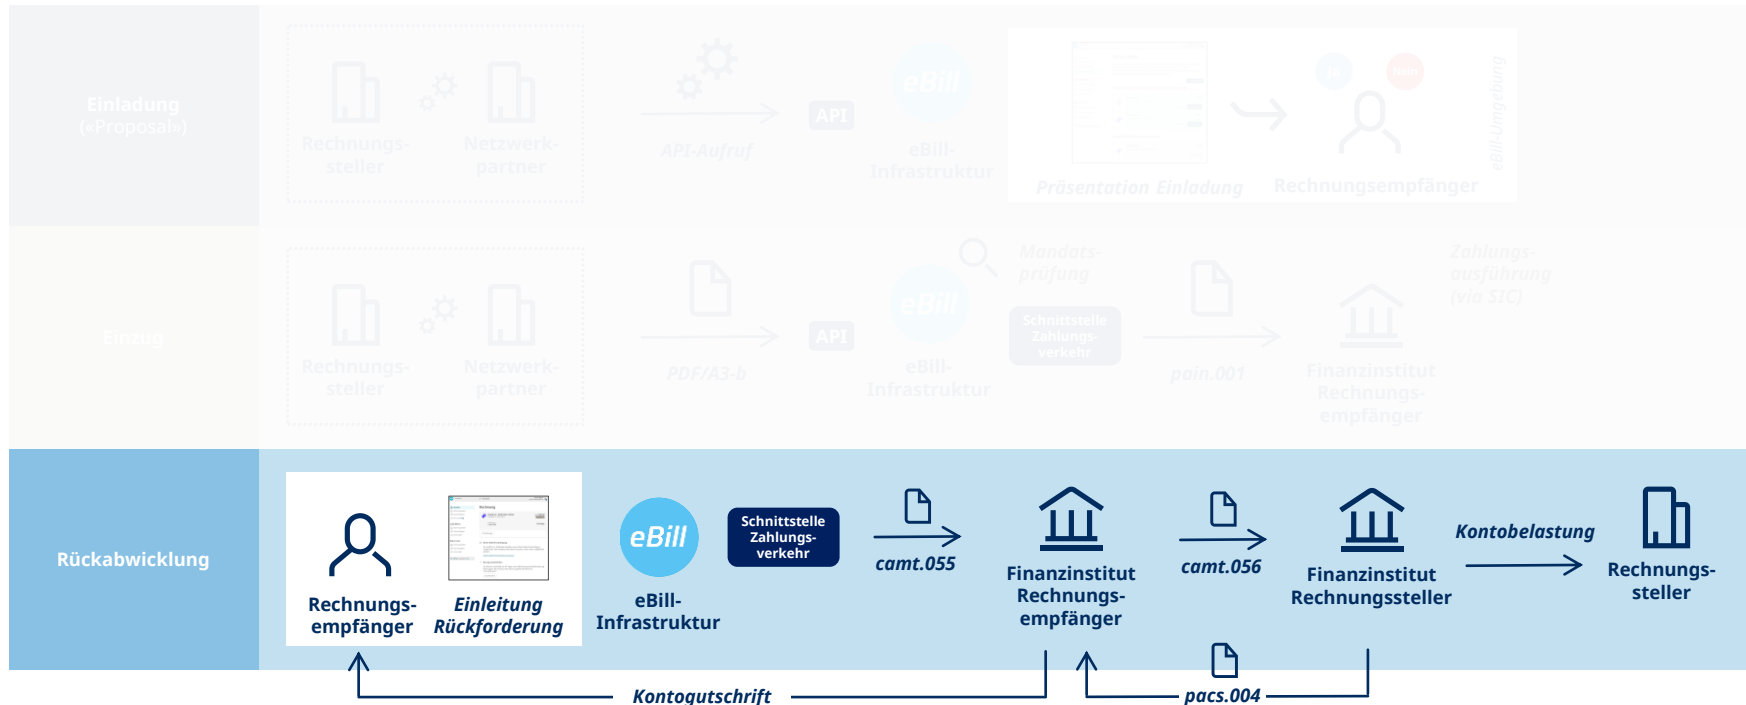 Einladung
(«Proposal»)
Rechnungs-
steller
Netzwerk-
partner
API-Aufruf
API
eBill
eBill-
Infrastruktur
Präsentation Einladung
Ja
Nein
Rechnungsempfänger
eBill-Umgebung
Einzug
Rechnungs-
steller
Netzwerk-
partner
PDF/A3-b
API
eBill
eBill-
Infrastruktur
Mandats-
prüfung
Schnittstelle
Zahlungs-
verkehr
pain.001
Finanzinstitut
Rechnungs-
empfänger
Zahlungs-
ausführung
(via SIC)
Rückabwicklung
Rechnungs-
empfänger
Einleitung
Rückforderung
eBill
eBill-
Infrastruktur
Schnittstelle
Zahlungs-
verkehr
camt.055
Finanzinstitut
Rechnungs-
empfänger
camt.056
Finanzinstitut
Rechnungssteller
Kontobelastung
Rechnungs-
steller
Kontogutschrift
pacs.004